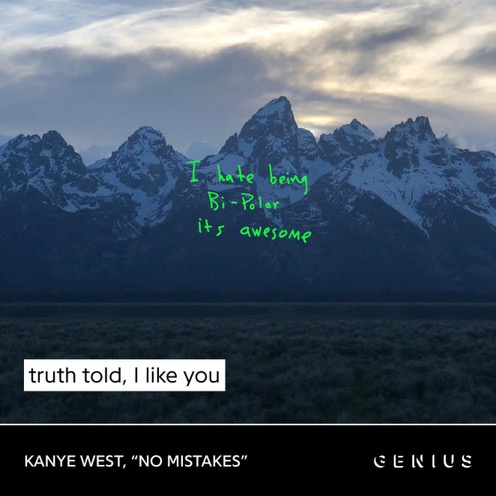 I hate being
Bi-Polar
its awesome
truth told, I like you
KANYE WEST, “NO MISTAKES”
GENIUS